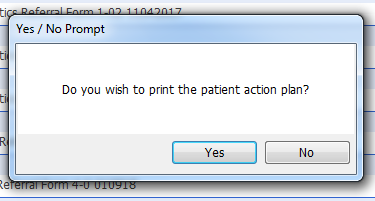 tics Referral Form 1-02 11042017
Yes / No Prompt
Do you wish to print the patient action plan?
Yes
No
Referral Form 4-0 010918